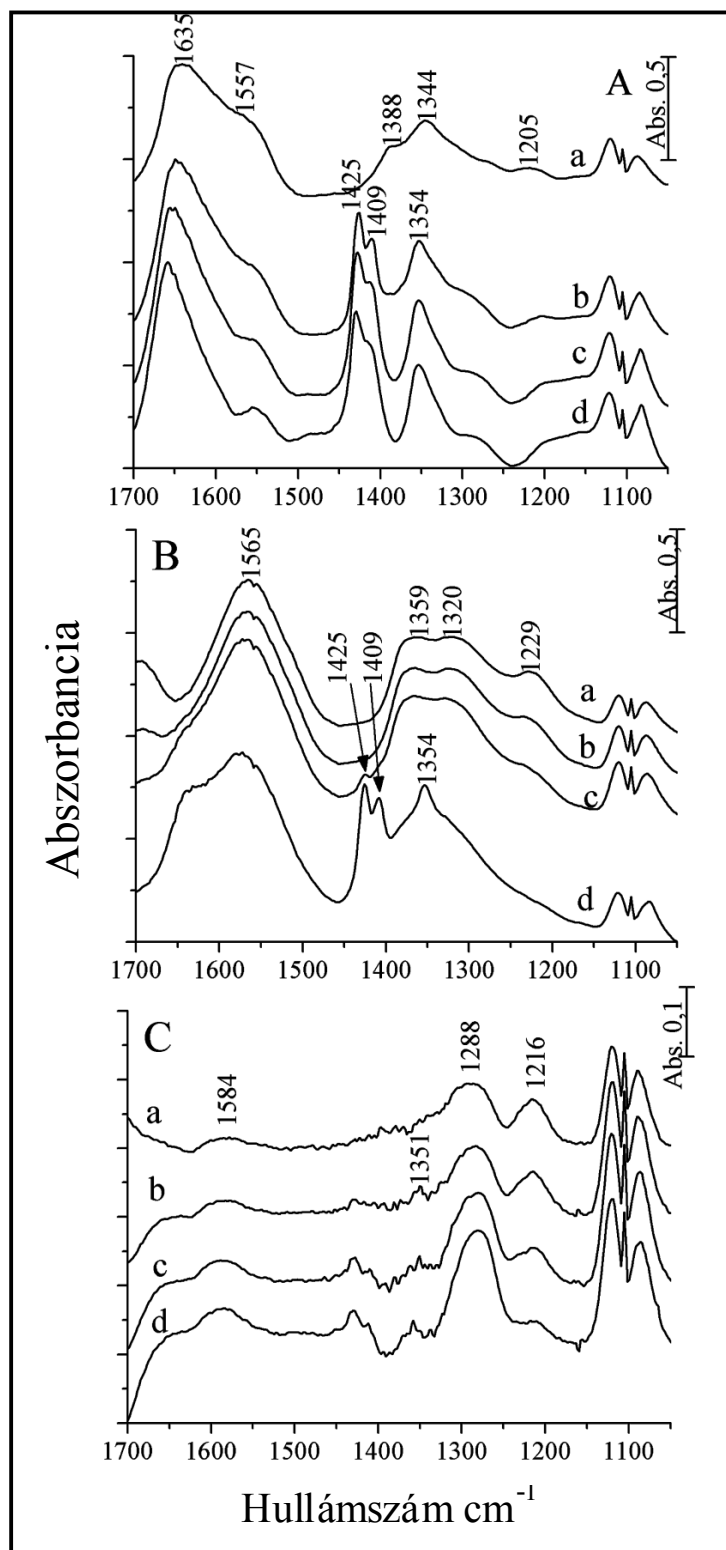 1635
1557
1388
1344
1205
A
Abs. 0,5
a
1425
1409
1354
b
c
d
1700 1600 1500 1400 1300 1200 1100
B
1565
1359
1320
1229
Abs. 0,5
1425
1409
1354
a
b
c
d
1700 1600 1500 1400 1300 1200 1100
C
1584
1288
1216
Abs. 0,1
a
1351
b
c
d
1700 1600 1500 1400 1300 1200 1100
Abszorbancia
Hullámszám cm-1